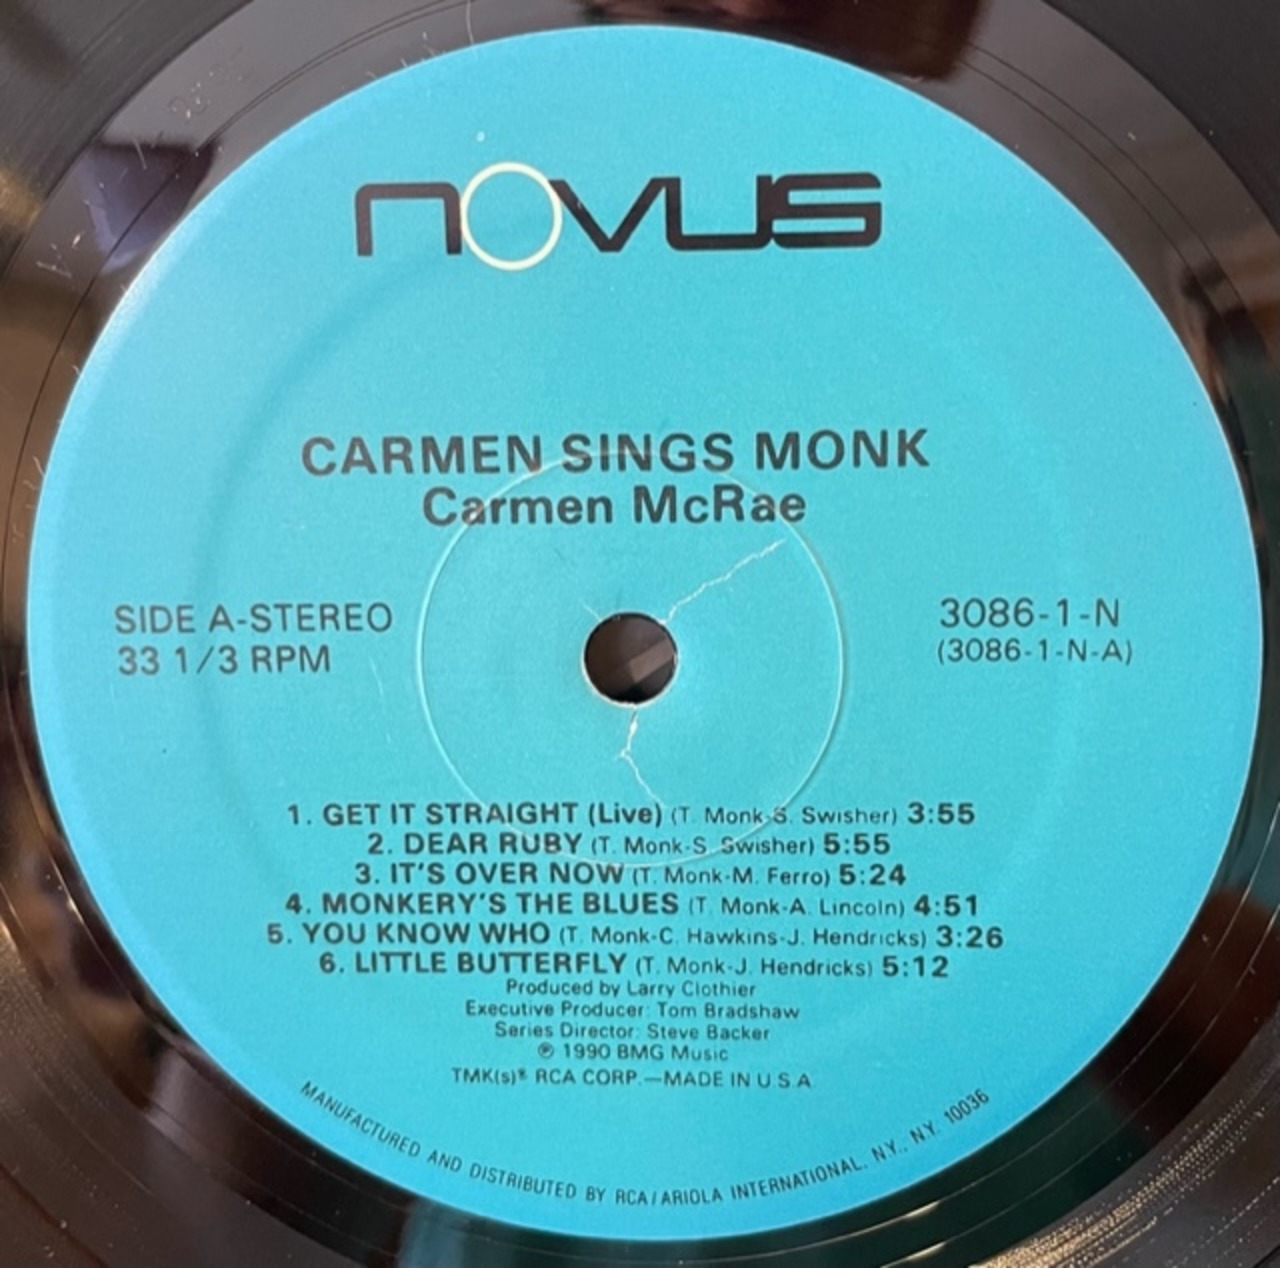 nOVUS
CARMEN SINGS MONK
Carmen McRae
SIDE A-STEREO
33 1/3 RPM
3086-1-N
(3086-1-N-A)
1. GET IT STRAIGHT (Live) (T. Monk-S. Swisher) 3:55
2. DEAR RUBY (T. Monk-S. Swisher) 5:55
3. IT'S OVER NOW (T. Monk-M. Ferro) 5:24
4. MONKERY'S THE BLUES (T. Monk-A. Lincoln) 4:51
5. YOU KNOW WHO (T. Monk-C. Hawkins-J. Hendricks) 3:26
6. LITTLE BUTTERFLY (T. Monk-J. Hendricks) 5:12
Produced by Larry Clothier
Executive Producer: Tom Bradshaw
Series Director: Steve Backer
℗ 1990 BMG Music
TMK(s)® RCA CORP.—MADE IN U.S.A.
MANUFACTURED AND DISTRIBUTED BY RCA/ARIOLA INTERNATIONAL, N.Y., N.Y. 10036